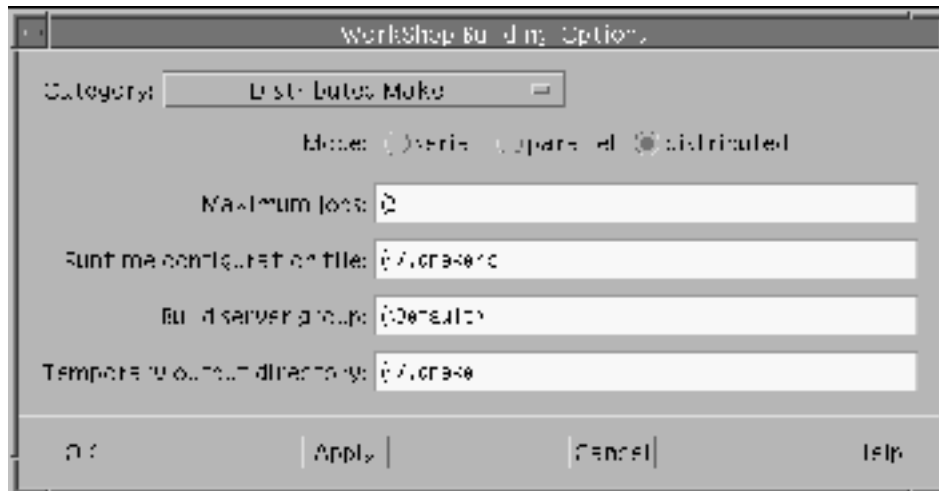 WorkShop Building Options
Category: Distributed Make
Mode: serial parallel distributed
Maximum jobs: 2
Runtime configuration file: ~/.dmakerc
Build server group: <Default>
Temporary output directory: ~/.dmake
OK Apply Cancel Help